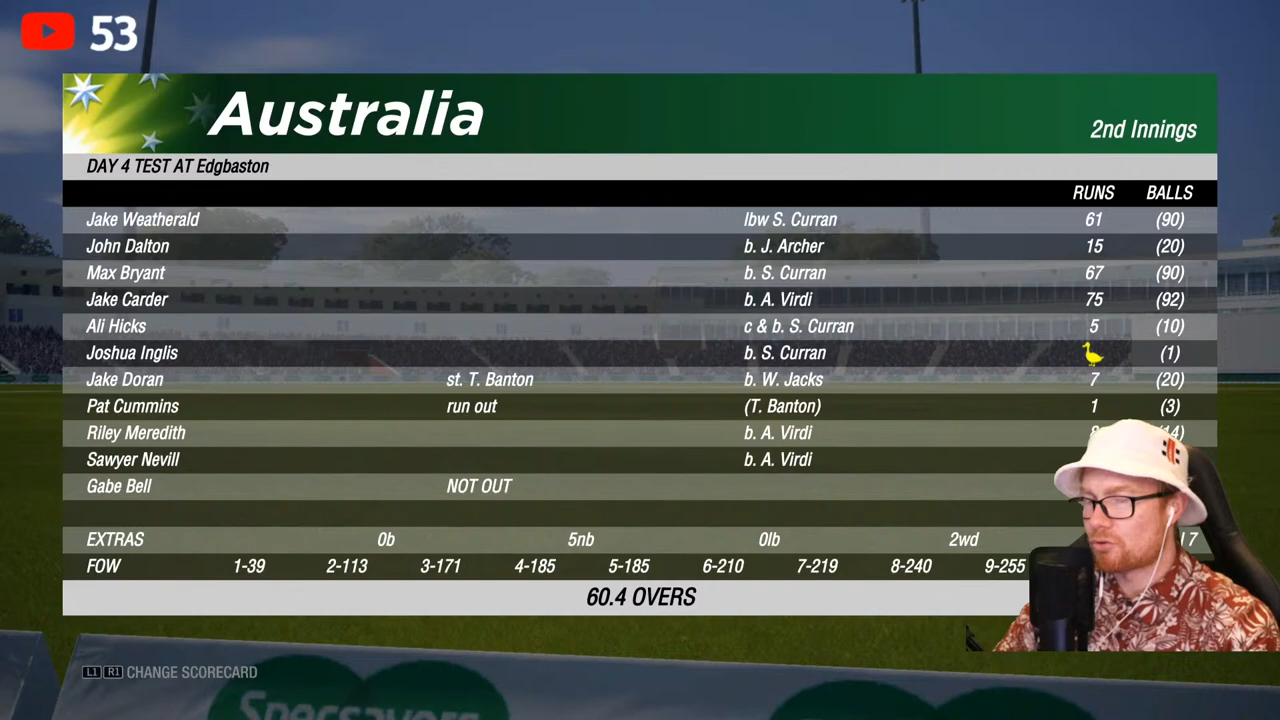 53
Australia
2nd Innings
DAY 4 TEST AT Edgbaston
RUNS BALLS
Jake Weatherald lbw S. Curran 61 (90)
John Dalton b. J. Archer 15 (20)
Max Bryant b. S. Curran 67 (90)
Jake Carder b. A. Virdi 75 (92)
Ali Hicks c & b. S. Curran 5 (10)
Joshua Inglis b. S. Curran (1)
Jake Doran st. T. Banton b. W. Jacks 7 (20)
Pat Cummins run out (T. Banton) 1 (3)
Riley Meredith b. A. Virdi
Sawyer Nevill b. A. Virdi
Gabe Bell NOT OUT
EXTRAS 0b 5nb 0lb 2wd
FOW 1-39 2-113 3-171 4-185 5-185 6-210 7-219 8-240 9-255
60.4 OVERS
L1 R1 CHANGE SCORECARD
Specsavers